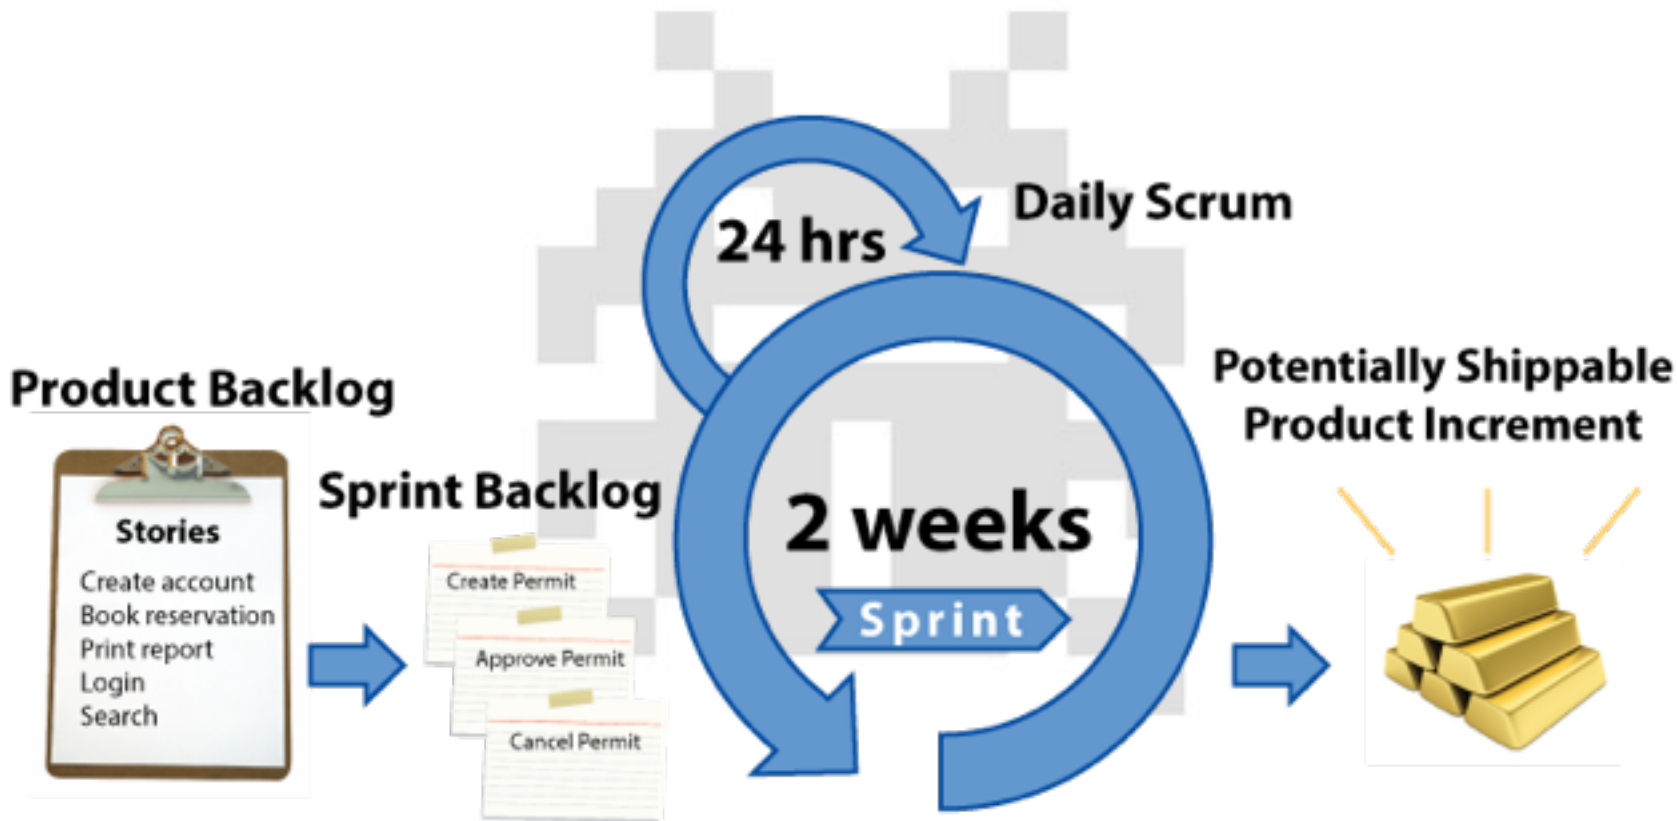 Product Backlog
Stories
Create account
Book reservation
Print report
Login
Search
Sprint Backlog
Create Permit
Approve Permit
Cancel Permit
24 hrs
Daily Scrum
2 weeks
Sprint
Potentially Shippable
Product Increment